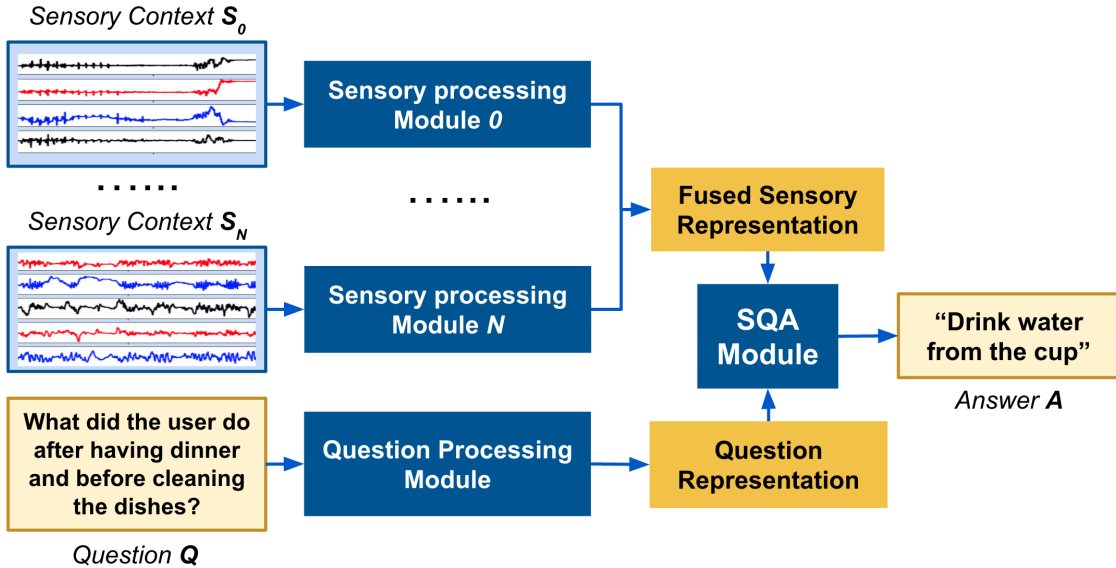 Sensory Context S0
Sensory processing
Module 0
......
......
Sensory Context SN
Sensory processing
Module N
Fused Sensory
Representation
SQA
Module
“Drink water
from the cup”
Answer A
What did the user do
after having dinner
and before cleaning
the dishes?
Question Q
Question Processing
Module
Question
Representation